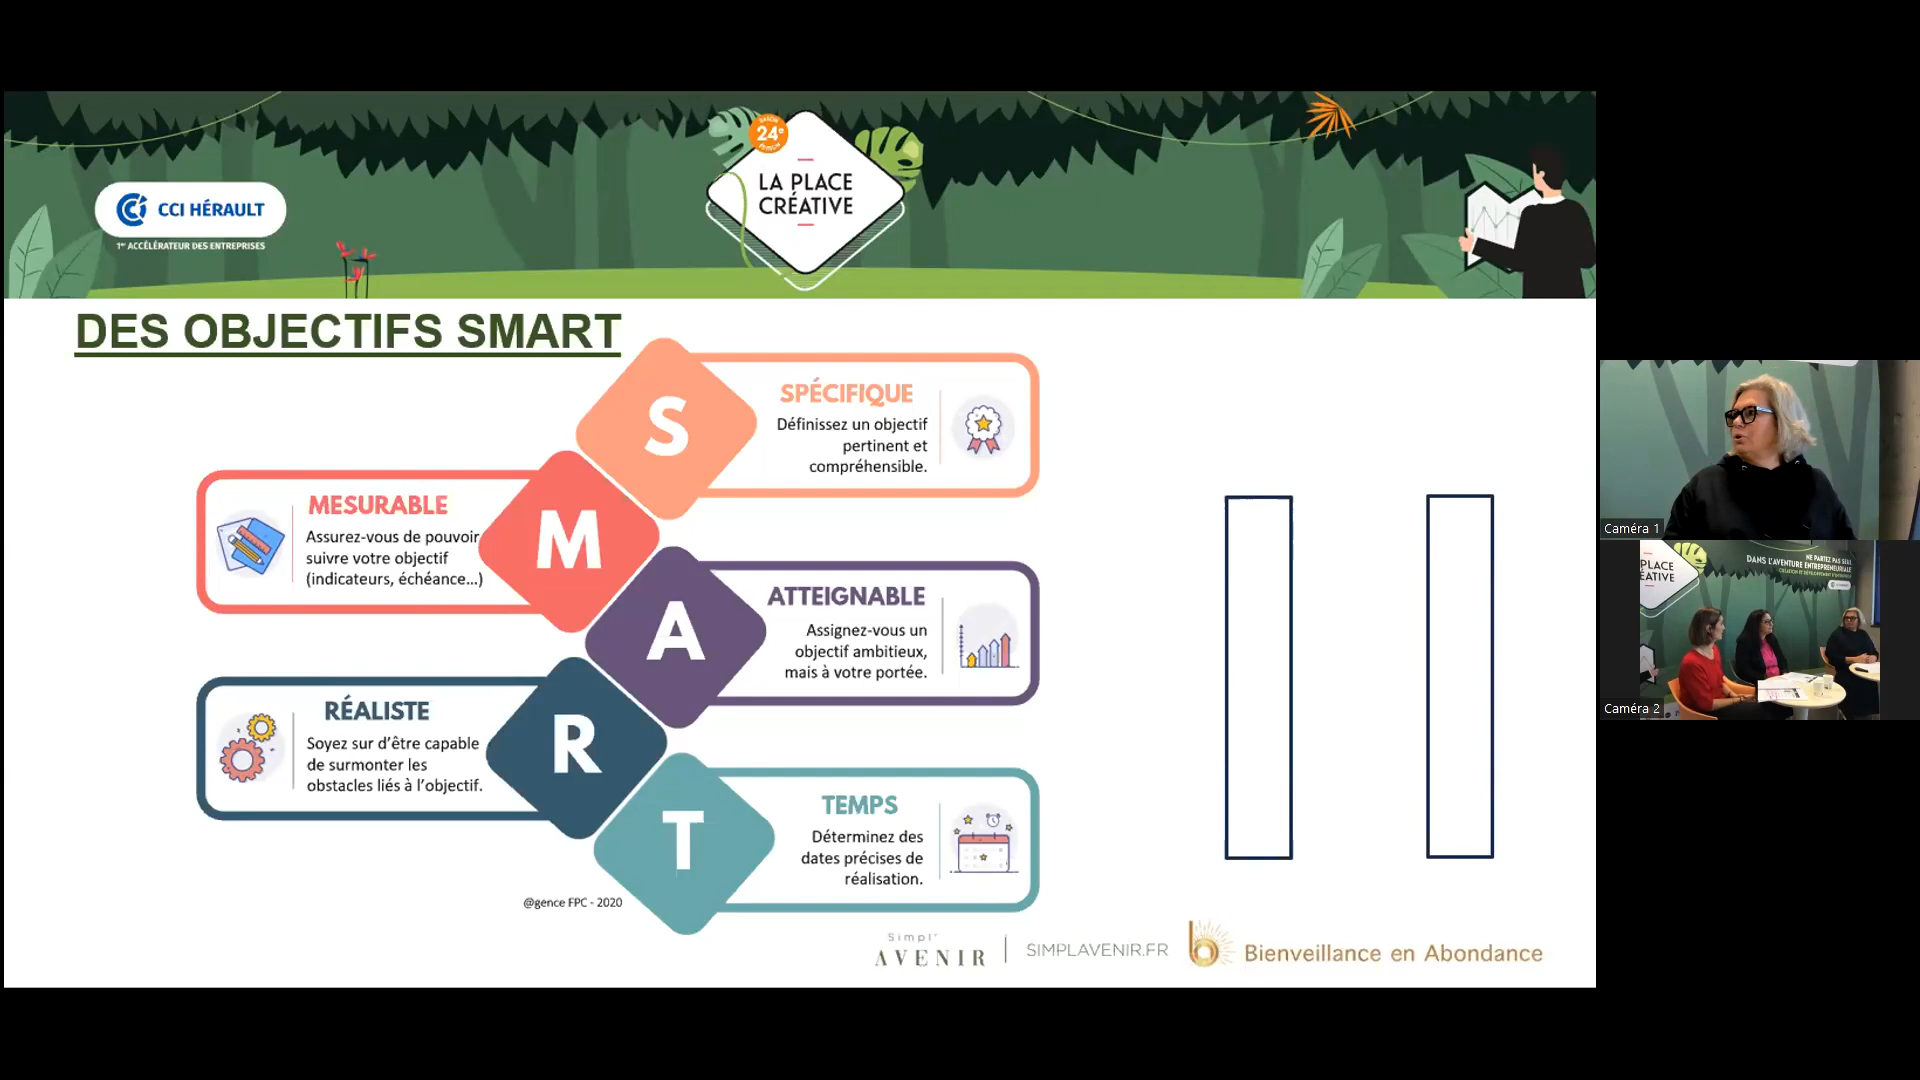 24e
LA PLACE
CRÉATIVE
CCI HÉRAULT
1er ACCÉLÉRATEUR DES ENTREPRISES
DES OBJECTIFS SMART
S
SPÉCIFIQUE
Définissez un objectif
pertinent et
compréhensible.
M
MESURABLE
Assurez-vous de pouvoir
suivre votre objectif
(indicateurs, échéance...)
A
ATTEIGNABLE
Assignez-vous un
objectif ambitieux,
mais à votre portée.
R
RÉALISTE
Soyez sur d'être capable
de surmonter les
obstacles liés à l'objectif.
T
TEMPS
Déterminez des
dates précises de
réalisation.
@gence FPC - 2020
Simpl'
AVENIR
SIMPLAVENIR.FR
Bienveillance en Abondance
Caméra 1
PLACE
ÉATIVE
NE PARTEZ PAS SEUL
DANS L'AVENTURE ENTREPRENEURIALE
Caméra 2